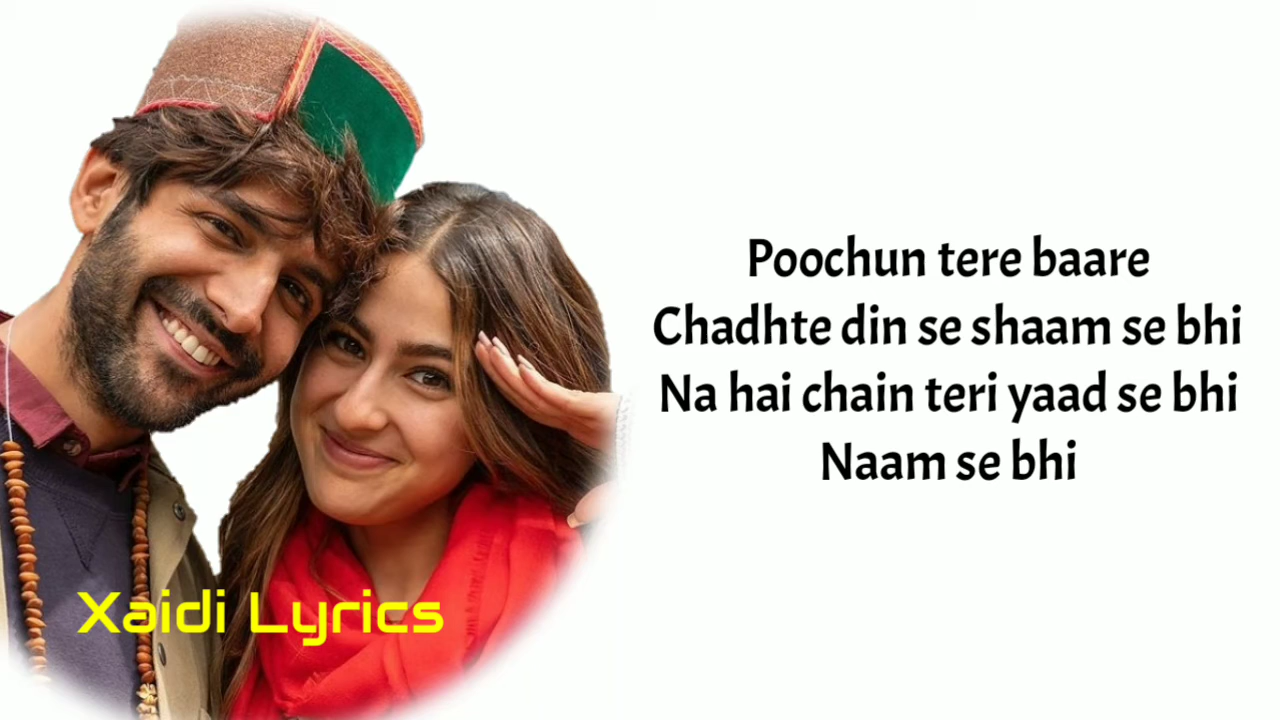 Poochun tere baare
Chadhte din se shaam se bhi
Na hai chain teri yaad se bhi
Naam se bhi
Xaidi Lyrics